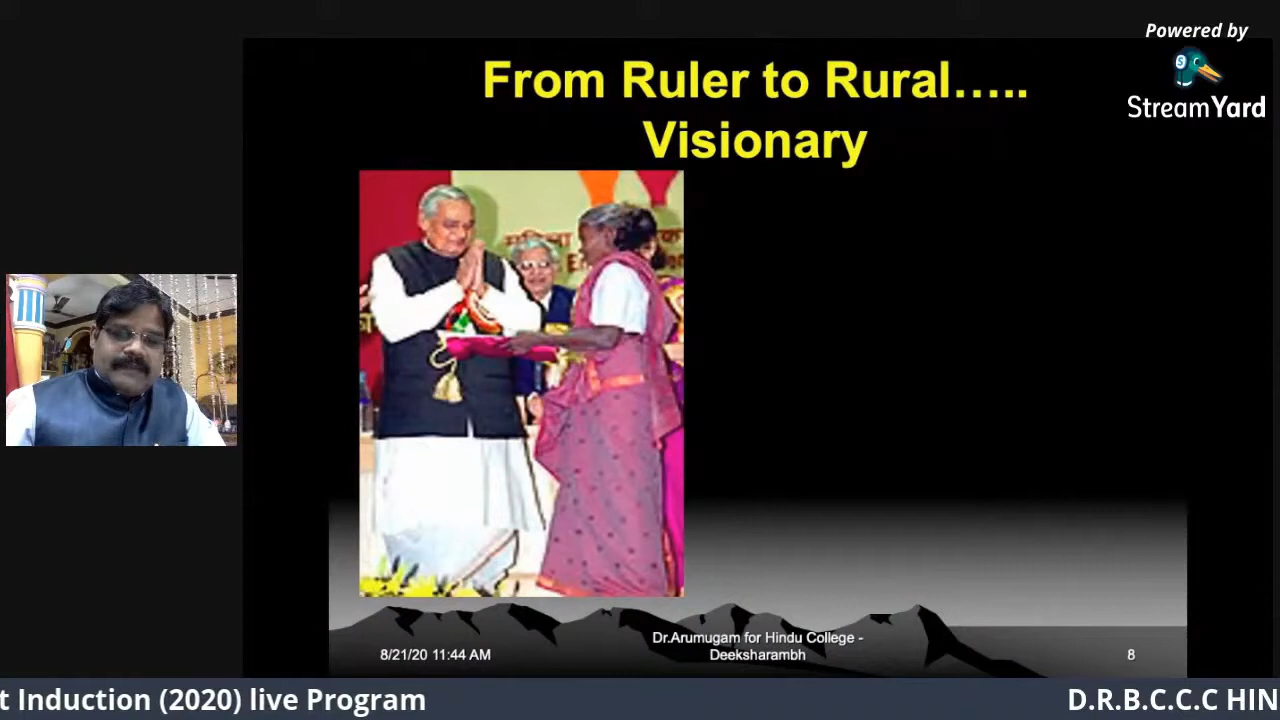 Powered by
StreamYard
From Ruler to Rural…..
Visionary
Dr.Arumugam for Hindu College -
8/21/20 11:44 AM
Deeksharambh
8
t Induction (2020) live Program
D.R.B.C.C.C HIN